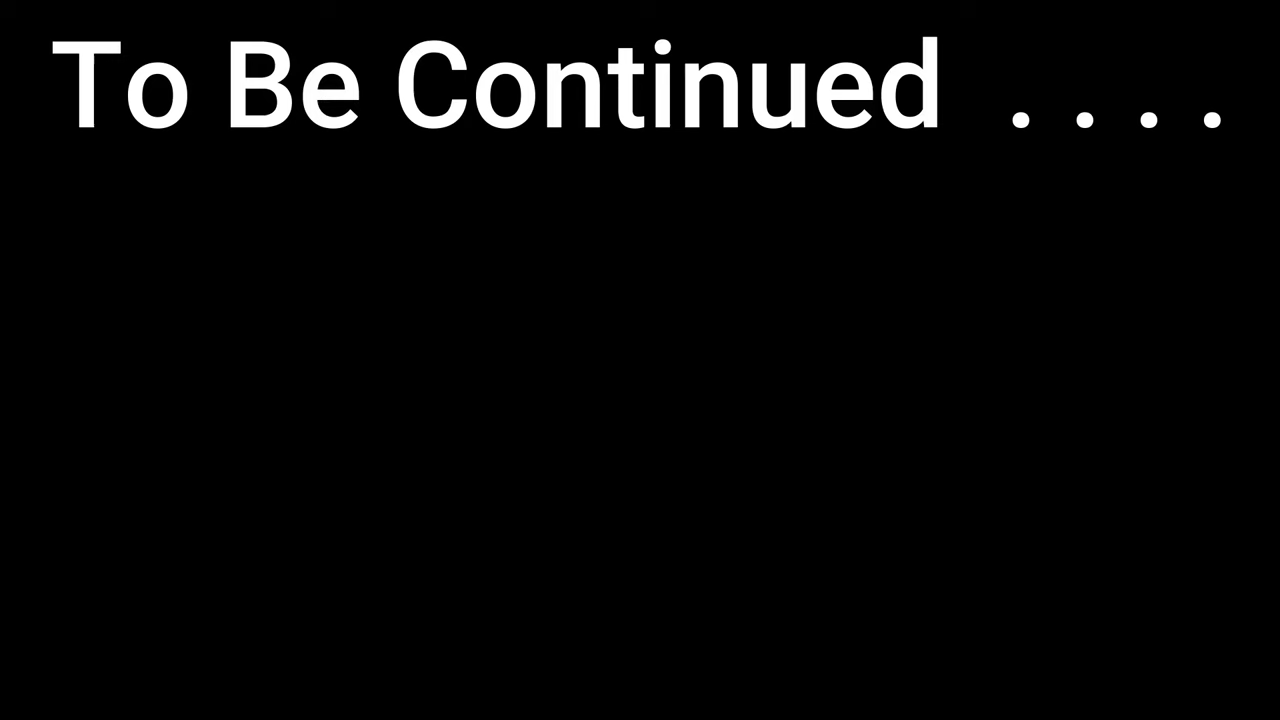 To Be Continued . . . .